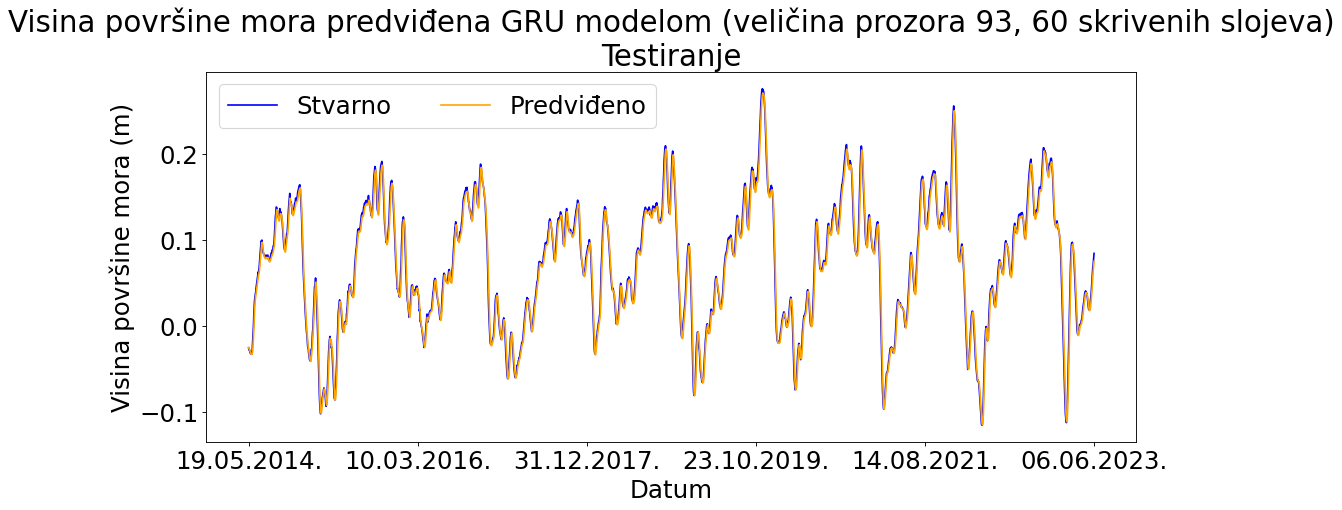 Visina površine mora predviđena GRU modelom (veličina prozora 93, 60 skrivenih slojeva)
Testiranje
Stvarno
Predviđeno
Visina površine mora (m)
0.2
0.1
0.0
−0.1
19.05.2014.
10.03.2016.
31.12.2017.
23.10.2019.
14.08.2021.
06.06.2023.
Datum